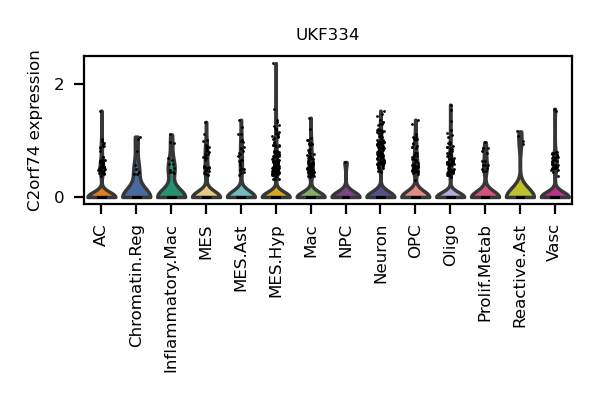 UKF334
C2orf74 expression
2
0
AC
Chromatin.Reg
Inflammatory.Mac
MES
MES.Ast
MES.Hyp
Mac
NPC
Neuron
OPC
Oligo
Prolif.Metab
Reactive.Ast
Vasc